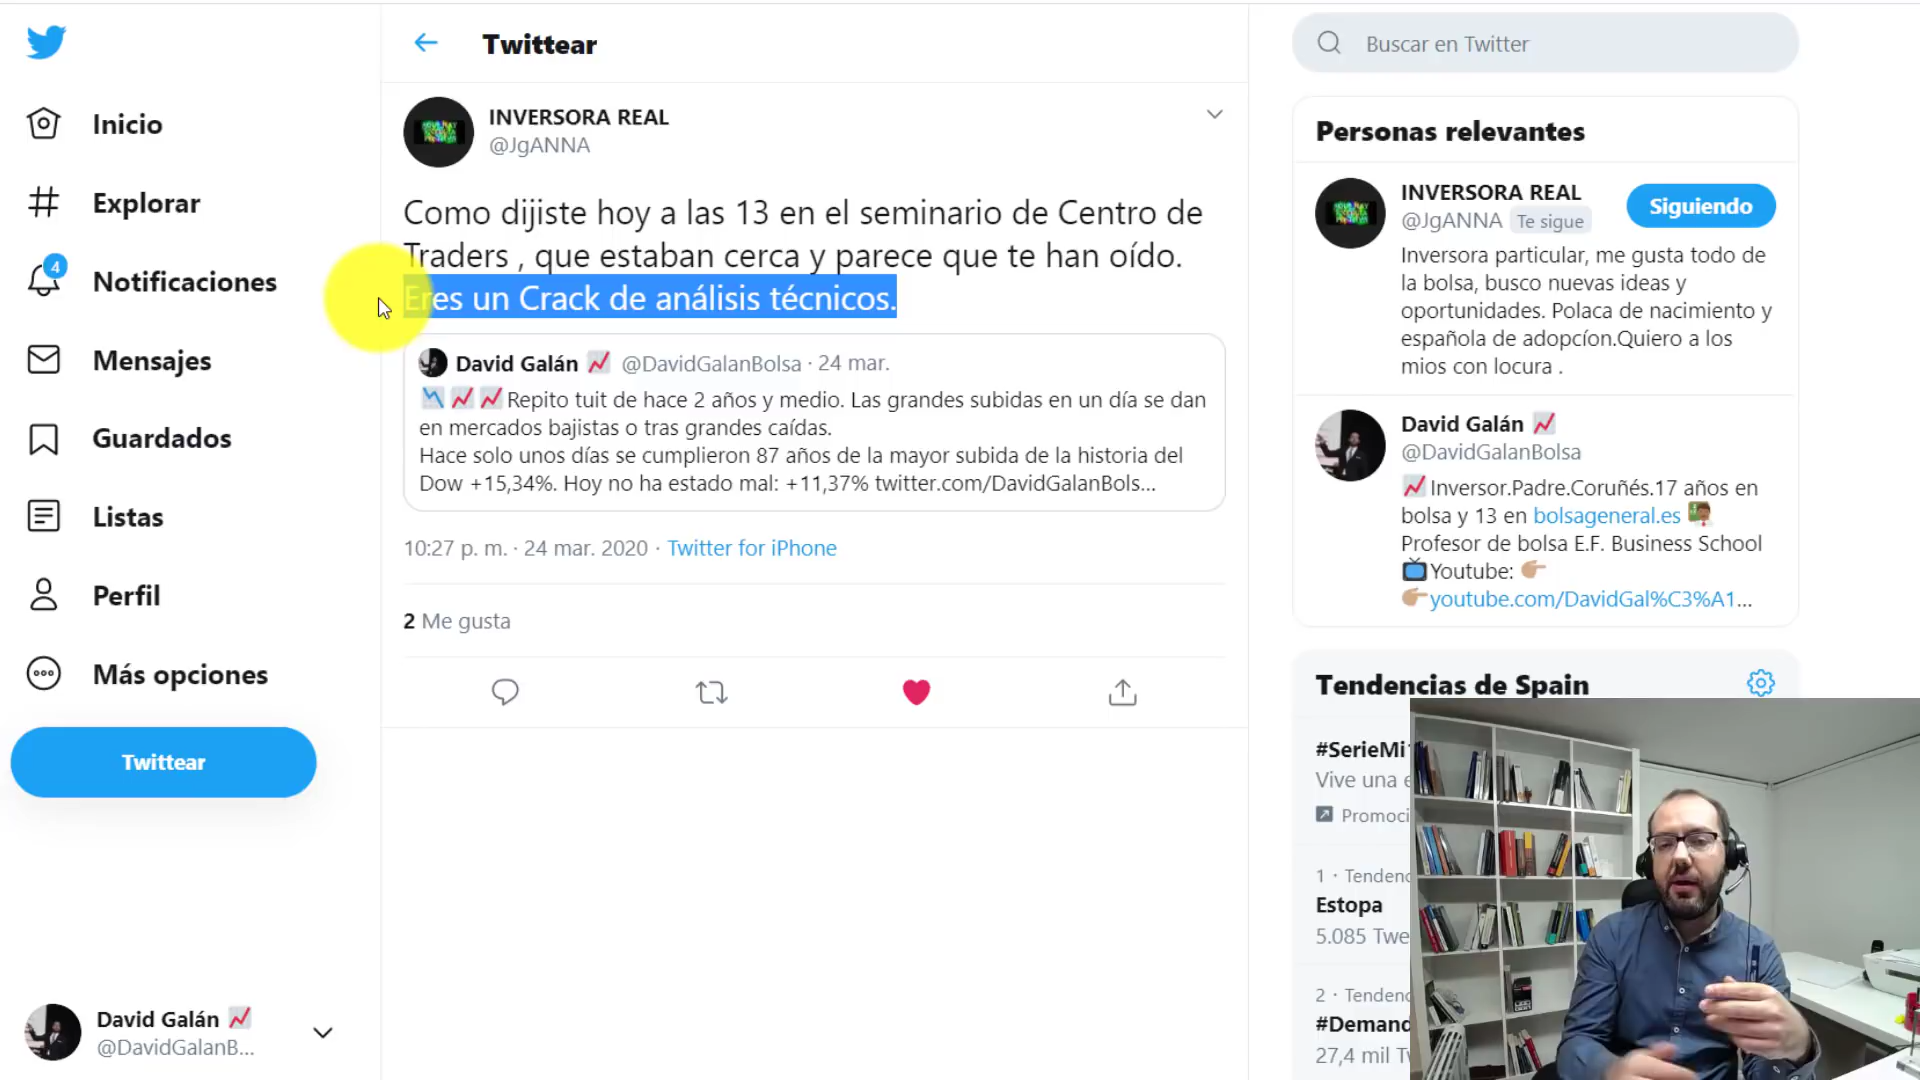 Inicio
Explorar
4
Notificaciones
Mensajes
Guardados
Listas
Perfil
Más opciones
Twittear
David Galán
@DavidGalanB...
Twittear
INVERSORA REAL
@JgANNA
Como dijiste hoy a las 13 en el seminario de Centro de
Traders , que estaban cerca y parece que te han oído.
Eres un Crack de análisis técnicos.
David Galán @DavidGalanBolsa · 24 mar.
Repito tuit de hace 2 años y medio. Las grandes subidas en un día se dan
en mercados bajistas o tras grandes caídas.
Hace solo unos días se cumplieron 87 años de la mayor subida de la historia del
Dow +15,34%. Hoy no ha estado mal: +11,37% twitter.com/DavidGalanBols...
10:27 p. m. · 24 mar. 2020 · Twitter for iPhone
2 Me gusta
Buscar en Twitter
Personas relevantes
INVERSORA REAL
@JgANNA Te sigue
Siguiendo
Inversora particular, me gusta todo de
la bolsa, busco nuevas ideas y
oportunidades. Polaca de nacimiento y
española de adopcíon.Quiero a los
mios con locura .
David Galán
@DavidGalanBolsa
Inversor.Padre.Coruñés.17 años en
bolsa y 13 en bolsageneral.es
Profesor de bolsa E.F. Business School
Youtube:
youtube.com/DavidGal%C3%A1...
Tendencias de Spain
#SerieMi
Vive una e
Promoci
1 · Tendenc
Estopa
5.085 Twe
2 · Tendenc
#Demand
27,4 mil Tw